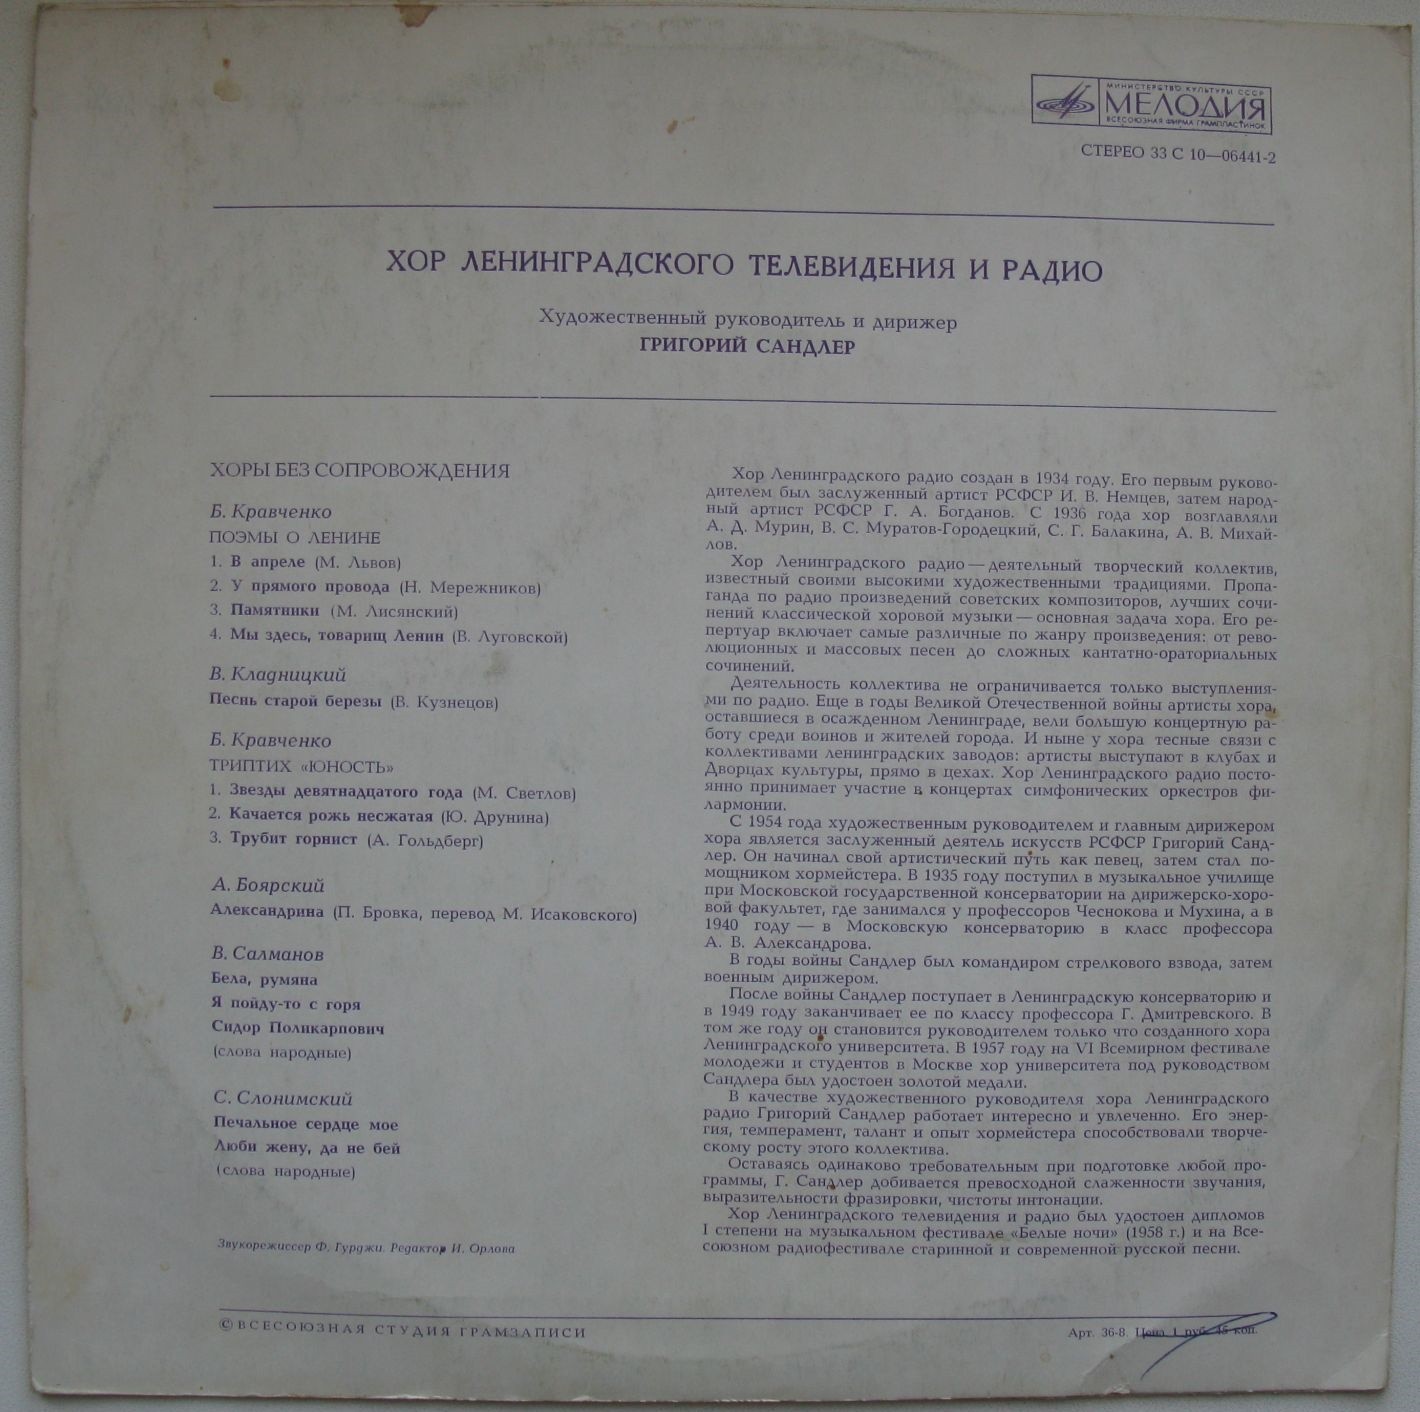 МИНИСТЕРСТВО КУЛЬТУРЫ СССР
МЕЛОДИЯ
ВСЕСОЮЗНАЯ ФИРМА ГРАМПЛАСТИНОК
СТЕРЕО 33 С 10—06441-2
ХОР ЛЕНИНГРАДСКОГО ТЕЛЕВИДЕНИЯ И РАДИО
Художественный руководитель и дирижер
ГРИГОРИЙ САНДЛЕР
ХОРЫ БЕЗ СОПРОВОЖДЕНИЯ
Б. Кравченко
ПОЭМЫ О ЛЕНИНЕ
1. В апреле (М. Львов)
2. У прямого провода (Н. Мережников)
3. Памятники (М. Лисянский)
4. Мы здесь, товарищ Ленин (В. Луговской)
В. Кладницкий
Песнь старой березы (В. Кузнецов)
Б. Кравченко
ТРИПТИХ «ЮНОСТЬ»
1. Звезды девятнадцатого года (М. Светлов)
2. Качается рожь несжатая (Ю. Друнина)
3. Трубит горнист (А. Гольдберг)
А. Боярский
Александрина (П. Бровка, перевод М. Исаковского)
В. Салманов
Бела, румяна
Я пойду-то с горя
Сидор Поликарпович
(слова народные)
С. Слонимский
Печальное сердце мое
Люби жену, да не бей
(слова народные)
Звукорежиссер Ф. Гурджи. Редактор И. Орлова
Хор Ленинградского радио создан в 1934 году. Его первым руково-
дителем был заслуженный артист РСФСР И. В. Немцев, затем народ-
ный артист РСФСР Г. А. Богданов. С 1936 года хор возглавляли
А. Д. Мурин, В. С. Муратов-Городецкий, С. Г. Балакина, А. В. Михай-
лов.
Хор Ленинградского радио — деятельный творческий коллектив,
известный своими высокими художественными традициями. Пропа-
ганда по радио произведений советских композиторов, лучших сочи-
нений классической хоровой музыки — основная задача хора. Его ре-
пертуар включает самые различные по жанру произведения: от рево-
люционных и массовых песен до сложных кантатно-ораториальных
сочинений.
Деятельность коллектива не ограничивается только выступления-
ми по радио. Еще в годы Великой Отечественной войны артисты хора,
оставшиеся в осажденном Ленинграде, вели большую концертную ра-
боту среди воинов и жителей города. И ныне у хора тесные связи с
коллективами ленинградских заводов: артисты выступают в клубах и
Дворцах культуры, прямо в цехах. Хор Ленинградского радио посто-
янно принимает участие в концертах симфонических оркестров фи-
лармонии.
С 1954 года художественным руководителем и главным дирижером
хора является заслуженный деятель искусств РСФСР Григорий Санд-
лер. Он начинал свой артистический путь как певец, затем стал по-
мощником хормейстера. В 1935 году поступил в музыкальное училище
при Московской государственной консерватории на дирижерско-хоро-
вой факультет, где занимался у профессоров Чеснокова и Мухина, а в
1940 году — в Московскую консерваторию в класс профессора
А. В. Александрова.
В годы войны Сандлер был командиром стрелкового взвода, затем
военным дирижером.
После войны Сандлер поступает в Ленинградскую консерваторию и
в 1949 году заканчивает ее по классу профессора Г. Дмитревского. В
том же году он становится руководителем только что созданного хора
Ленинградского университета. В 1957 году на VI Всемирном фестивале
молодежи и студентов в Москве хор университета под руководством
Сандлера был удостоен золотой медали.
В качестве художественного руководителя хора Ленинградского
радио Григорий Сандлер работает интересно и увлеченно. Его энер-
гия, темперамент, талант и опыт хормейстера способствовали творче-
скому росту этого коллектива.
Оставаясь одинаково требовательным при подготовке любой про-
граммы, Г. Сандлер добивается превосходной слаженности звучания,
выразительности фразировки, чистоты интонации.
Хор Ленинградского телевидения и радио был удостоен дипломов
I степени на музыкальном фестивале «Белые ночи» (1958 г.) и на Все-
союзном радиофестивале старинной и современной русской песни.
© ВСЕСОЮЗНАЯ СТУДИЯ ГРАМЗАПИСИ
Арт. 36-8. Цена 1 руб. 45 коп.